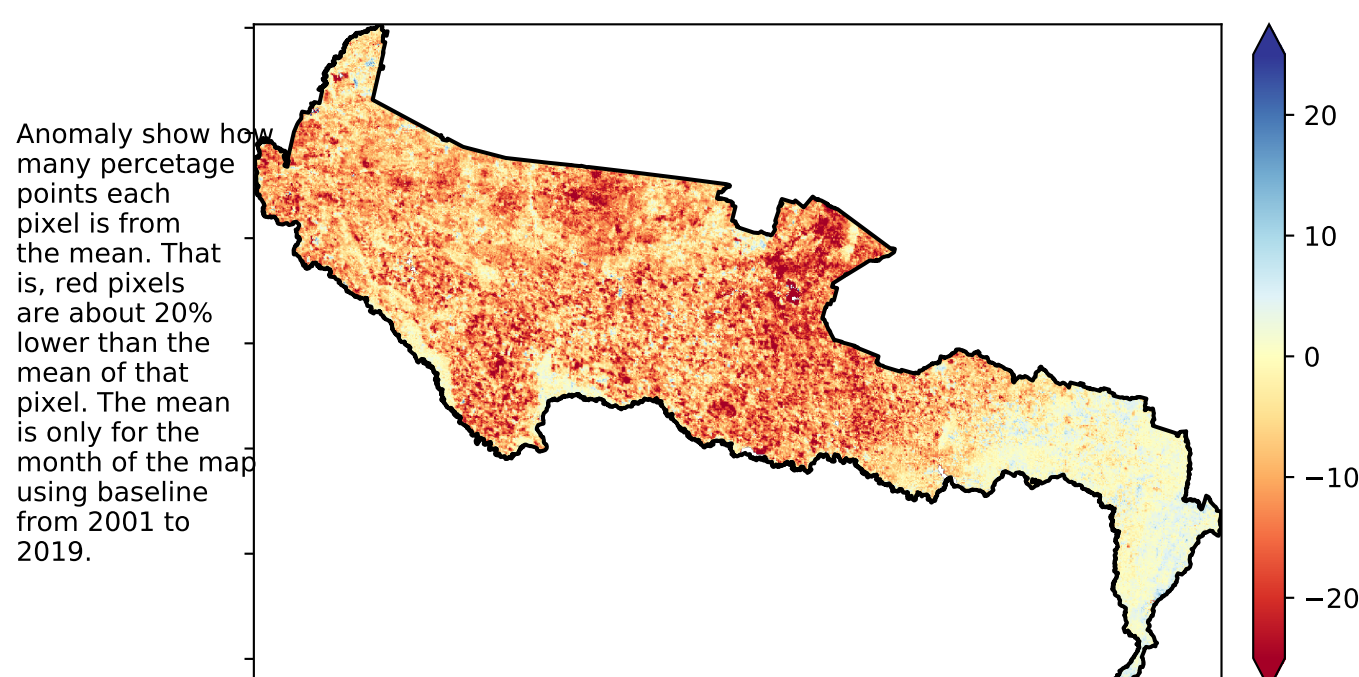 Anomaly show how
many percetage
points each
pixel is from
the mean. That
is, red pixels
are about 20%
lower than the
mean of that
pixel. The mean
is only for the
month of the map
using baseline
from 2001 to
2019.
20
10
0
−10
−20